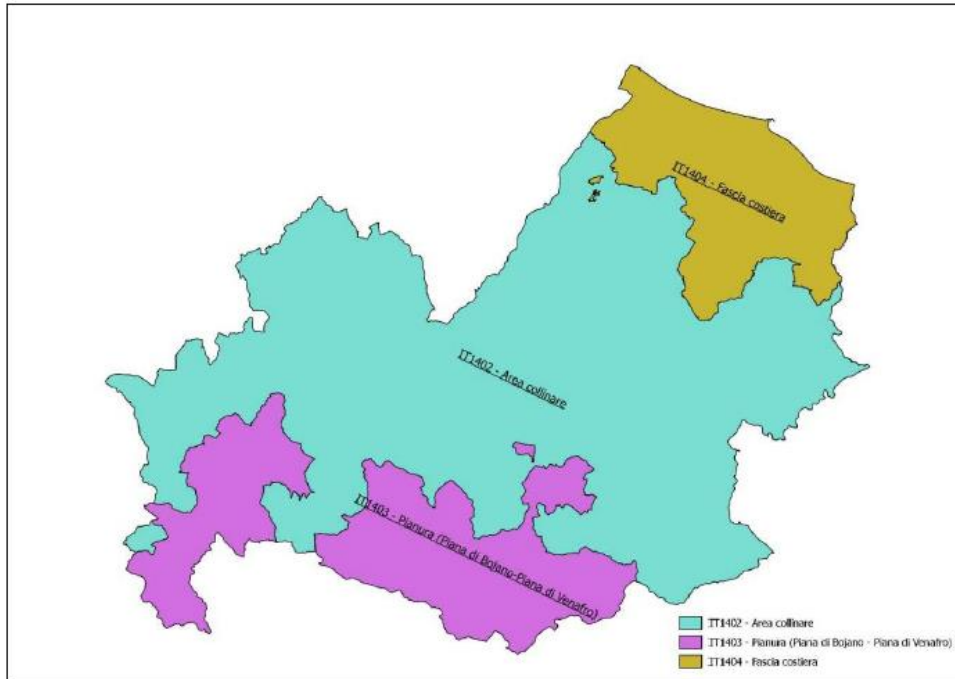 IT1404 - Fascia costiera
IT1402 - Area collinare
IT1403 - Pianura (Piana di Bojano-Piana di Venafro)
IT1402 - Area collinare
IT1403 - Pianura (Piana di Bojano - Piana di Venafro)
IT1404 - Fascia costiera